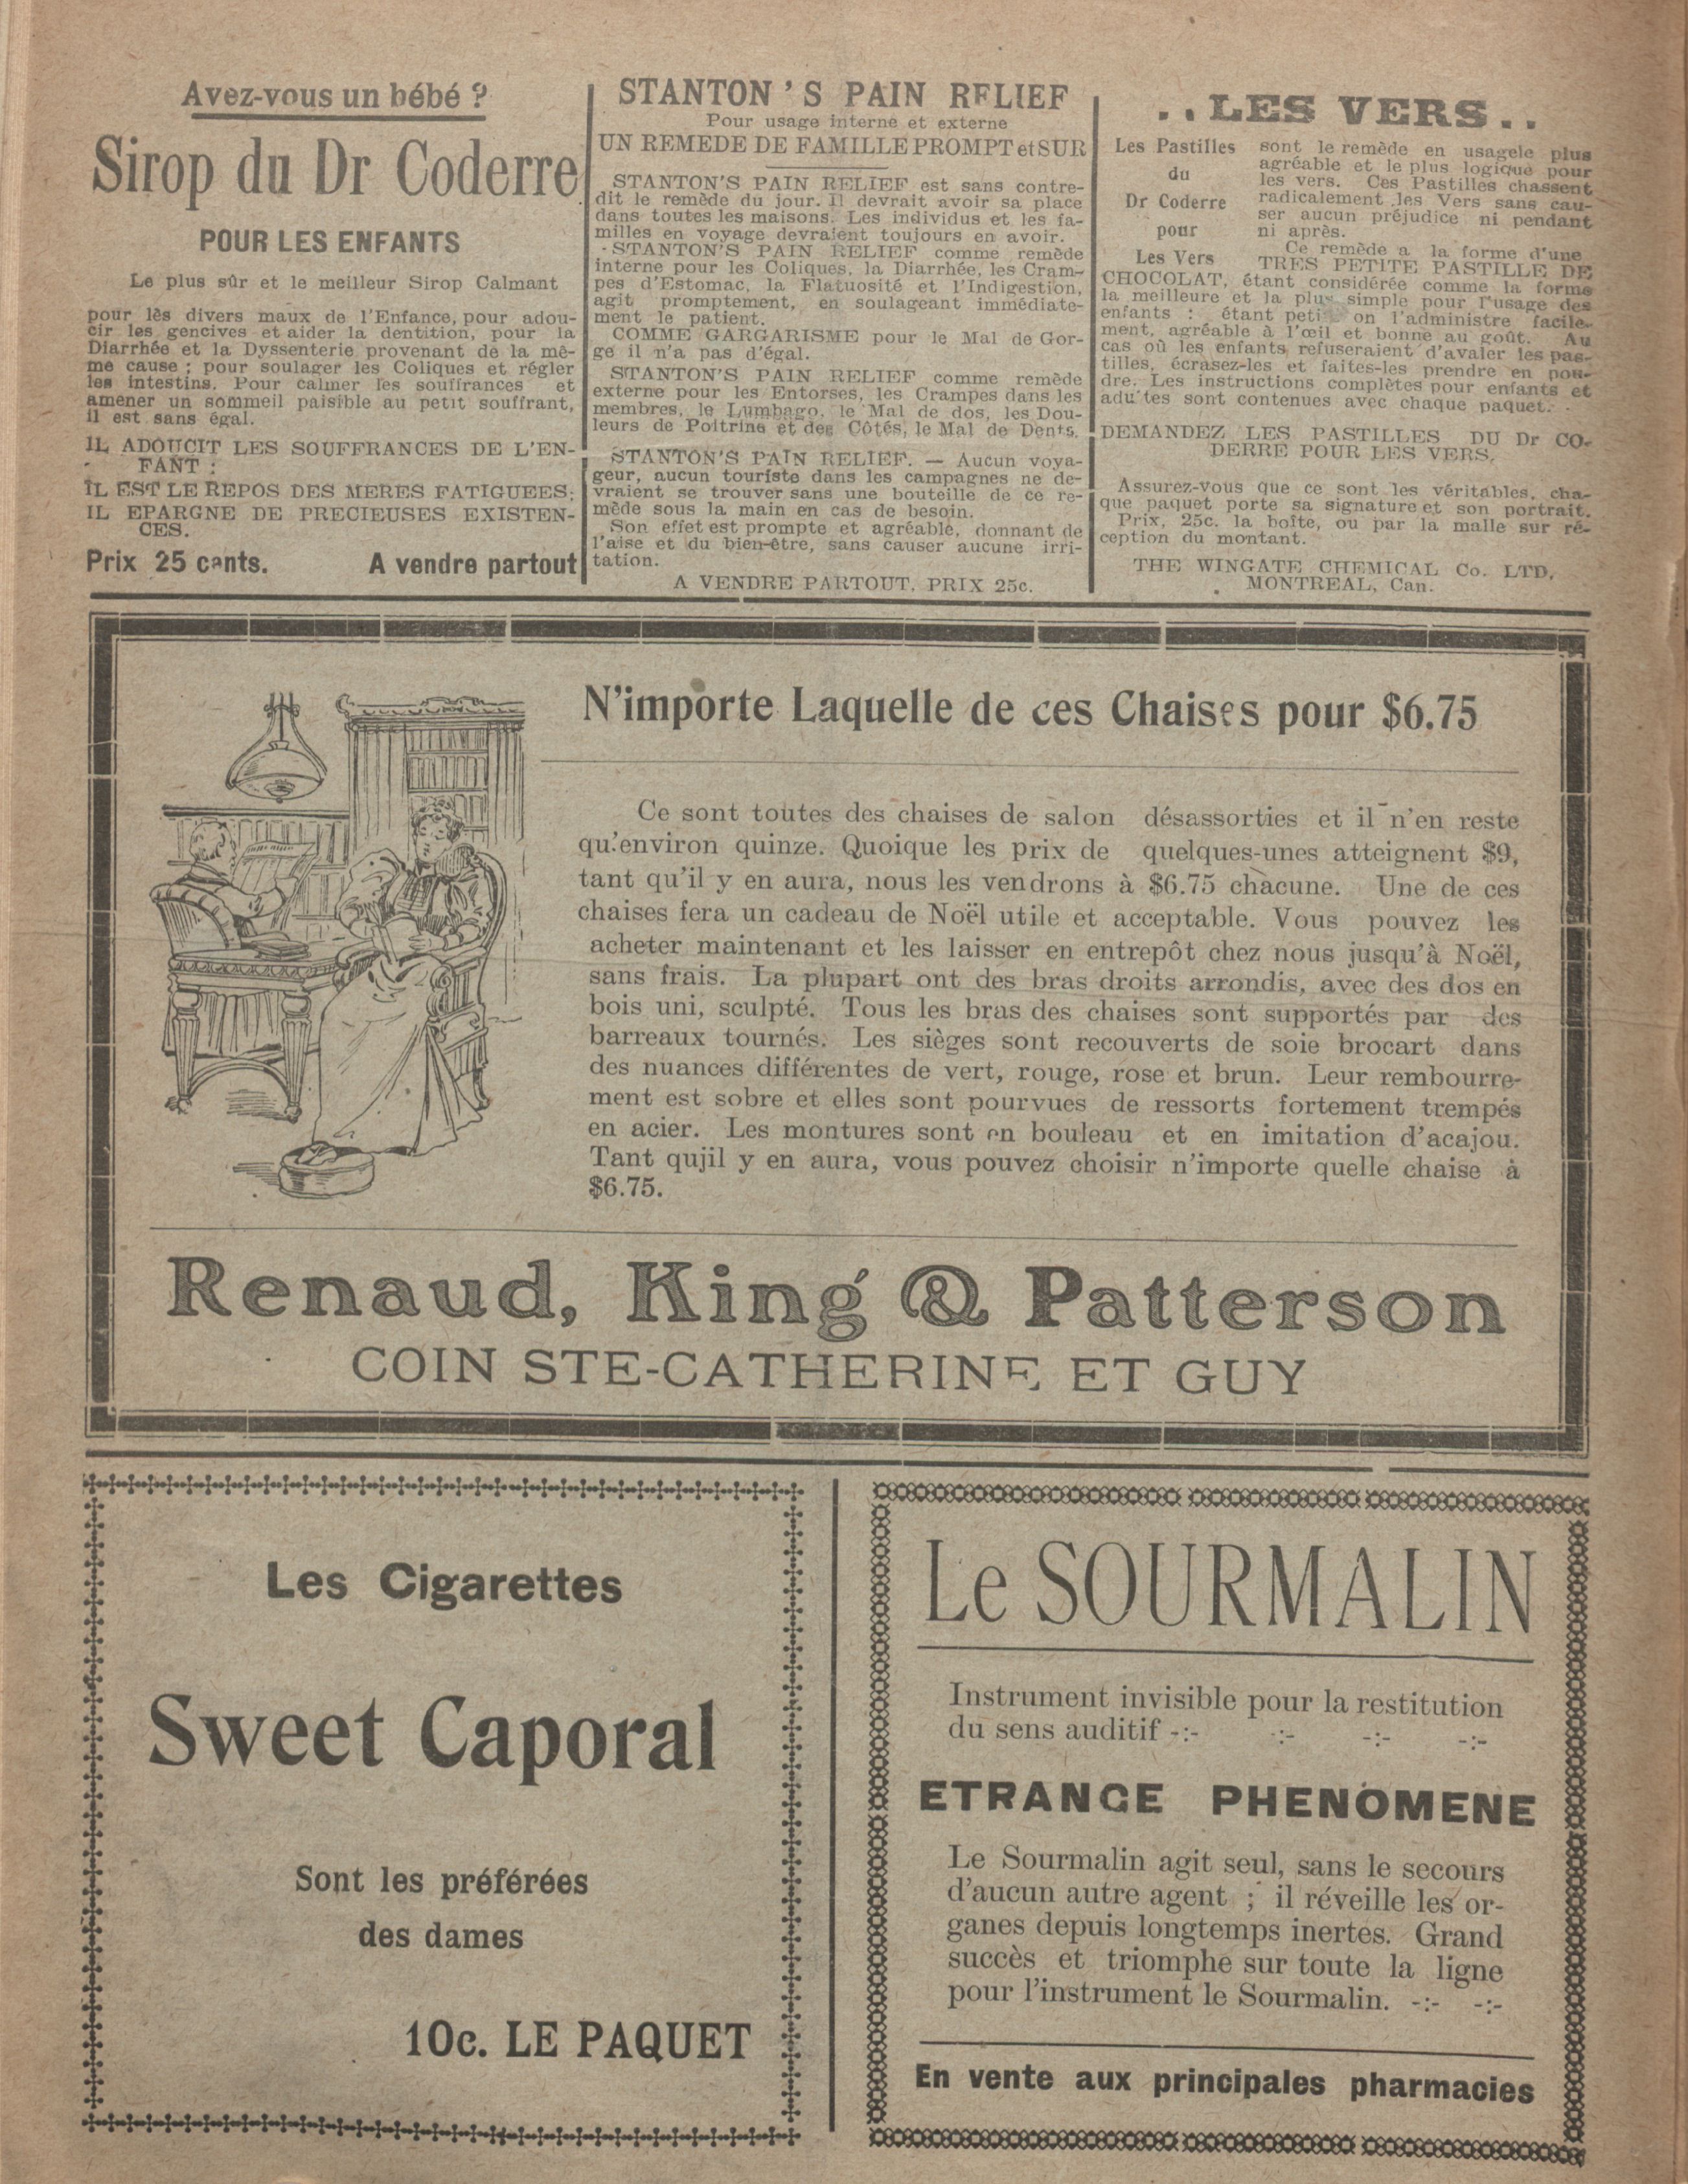 Avez-vous un bébé ?
Sirop du Dr Coderre
POUR LES ENFANTS
Le plus sûr et le meilleur Sirop Calmant
pour lès divers maux de l'Enfance, pour adou-
cir les gencives et aider la dentition, pour la
Diarrhée et la Dyssenterie provenant de la mê-
me cause ; pour soulager les Coliques et régler
les intestins. Pour calmer les souffrances et
amener un sommeil paisible au petit souffrant,
il est sans égal.
IL ADOUCIT LES SOUFFRANCES DE L'EN-
FANT ;
IL EST LE REPOS DES MERES FATIGUEES;
IL EPARGNE DE PRECIEUSES EXISTEN-
CES.
Prix 25 cents. A vendre partout
STANTON'S PAIN RELIEF
Pour usage interne et externe
UN REMEDE DE FAMILLE PROMPT et SUR
STANTON'S PAIN RELIEF est sans contre-
dit le remède du jour. Il devrait avoir sa place
dans toutes les maisons. Les individus et les fa-
milles en voyage devraient toujours en avoir.
STANTON'S PAIN RELIEF comme remède
interne pour les Coliques, la Diarrhée, les Cram-
pes d'Estomac, la Flatuosité et l'Indigestion,
agit promptement, en soulageant immédiate-
ment le patient.
COMME GARGARISME pour le Mal de Gor-
ge il n'a pas d'égal.
STANTON'S PAIN RELIEF comme remède
externe pour les Entorses, les Crampes dans les
membres, le Lumbago, le Mal de dos, les Dou-
leurs de Poitrine et des Côtés, le Mal de Dents.
STANTON'S PAIN RELIEF. — Aucun voya-
geur, aucun touriste dans les campagnes ne de-
vraient se trouver sans une bouteille de ce re-
mède sous la main en cas de besoin.
Son effet est prompte et agréable, donnant de
l'aise et du bien-être, sans causer aucune irri-
tation.
A VENDRE PARTOUT. PRIX 25c.
..LES VERS..
Les Pastilles
du
Dr Coderre
pour
Les Vers
sont le remède en usagele plus
agréable et le plus logique pour
les vers. Ces Pastilles chassent
radicalement les Vers sans cau-
ser aucun préjudice ni pendant
ni après.
Ce remède a la forme d'une
TRES PETITE PASTILLE DE
CHOCOLAT, étant considérée comme la forme
la meilleure et la plus simple pour l'usage des
enfants : étant peti on l'administre facile-
ment, agréable à l'œil et bonne au goût. Au
cas où les enfants refuseraient d'avaler les pas-
tilles, écrasez-les et faites-les prendre en pou-
dre. Les instructions complètes pour enfants et
adu'tes sont contenues avec chaque paquet.
DEMANDEZ LES PASTILLES DU Dr CO-
DERRE POUR LES VERS.
Assurez-vous que ce sont les véritables, cha-
que paquet porte sa signature et son portrait.
Prix, 25c. la boîte, ou par la malle sur ré-
ception du montant.
THE WINGATE CHEMICAL Co. LTD,
MONTREAL, Can.
N'importe Laquelle de ces Chaises pour $6.75
Ce sont toutes des chaises de salon désassorties et il n'en reste
qu'environ quinze. Quoique les prix de quelques-unes atteignent $9,
tant qu'il y en aura, nous les vendrons à $6.75 chacune. Une de ces
chaises fera un cadeau de Noël utile et acceptable. Vous pouvez les
acheter maintenant et les laisser en entrepôt chez nous jusqu'à Noël,
sans frais. La plupart ont des bras droits arrondis, avec des dos en
bois uni, sculpté. Tous les bras des chaises sont supportés par des
barreaux tournés. Les sièges sont recouverts de soie brocart dans
des nuances différentes de vert, rouge, rose et brun. Leur rembourre-
ment est sobre et elles sont pourvues de ressorts fortement trempés
en acier. Les montures sont en bouleau et en imitation d'acajou.
Tant qujil y en aura, vous pouvez choisir n'importe quelle chaise à
$6.75.
Renaud, King & Patterson
COIN STE-CATHERINE ET GUY
Les Cigarettes
Sweet Caporal
Sont les préférées
des dames
10c. LE PAQUET
Le SOURMALIN
Instrument invisible pour la restitution
du sens auditif -:- -:- -:- -:-
ETRANGE PHENOMENE
Le Sourmalin agit seul, sans le secours
d'aucun autre agent ; il réveille les or-
ganes depuis longtemps inertes. Grand
succès et triomphe sur toute la ligne
pour l'instrument le Sourmalin. -:- -:-
En vente aux principales pharmacies